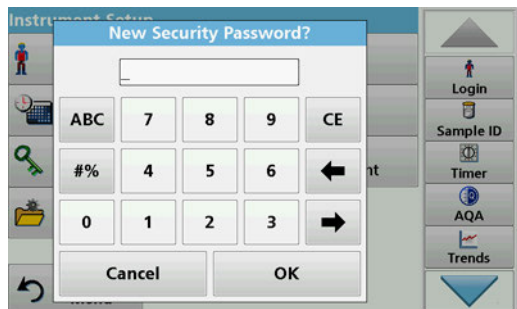 Instrument Setup
New Security Password?
_
ABC 7 8 9 CE
#% 4 5 6
0 1 2 3
Cancel OK
Menu
Login
Sample ID
Timer
AQA
Trends